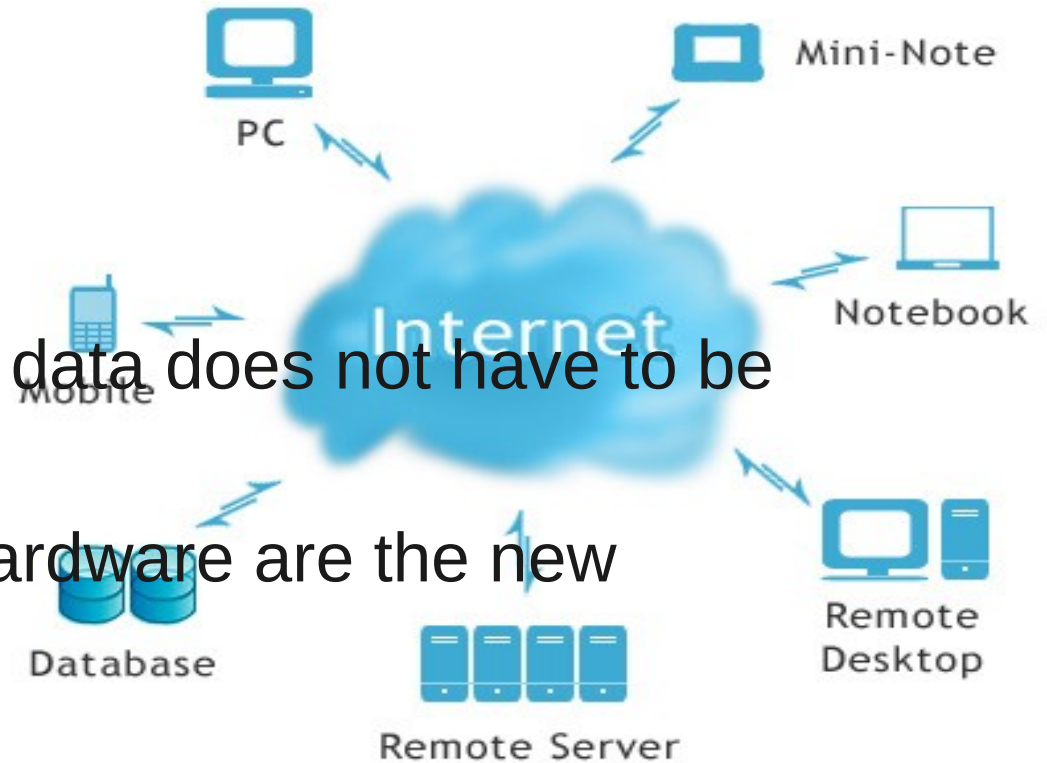 Mini-Note
PC
Notebook
Internet
data does not have to be
Mobile
ardware are the new
Remote
Desktop
Database
Remote Server